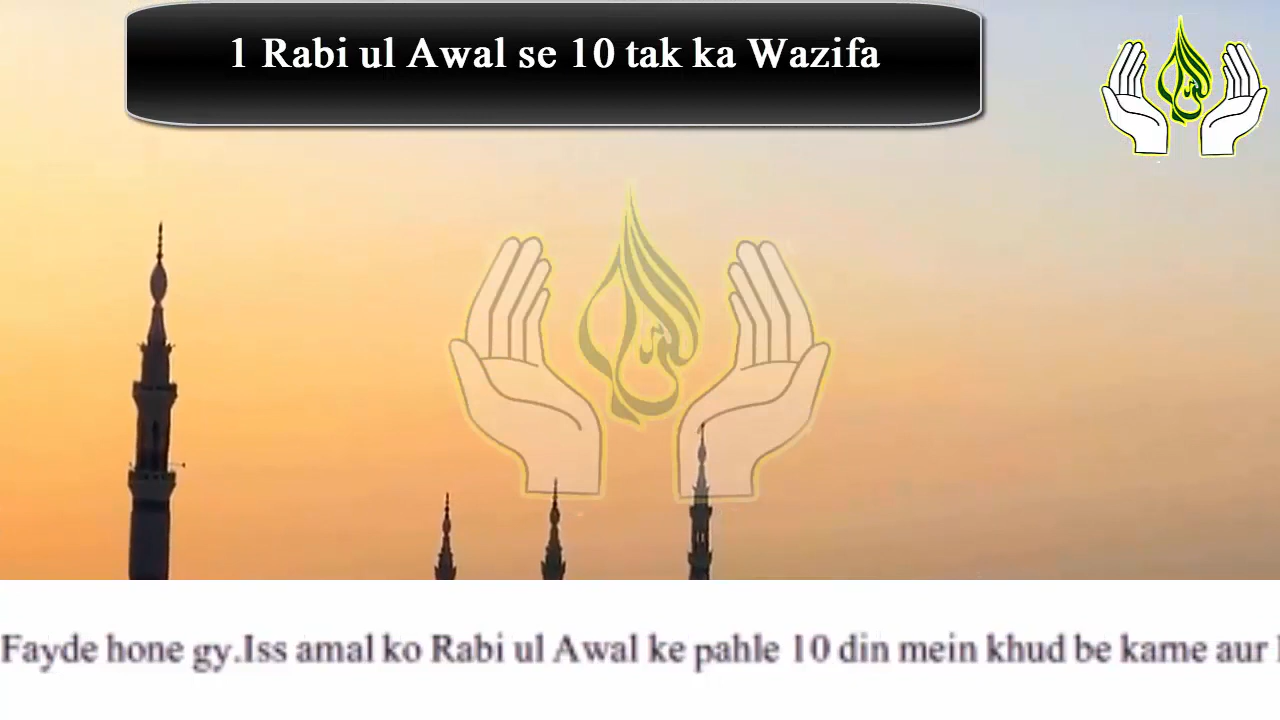 1 Rabi ul Awal se 10 tak ka Wazifa
Fayde hone gy.Iss amal ko Rabi ul Awal ke pahle 10 din mein khud be karne aur